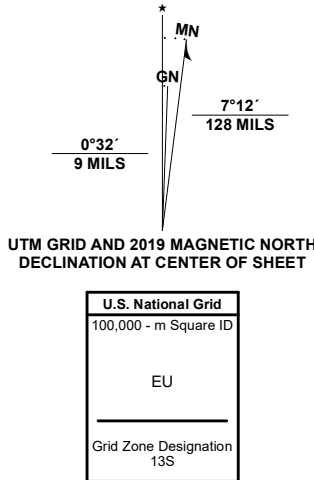 ★
MN
GN
7°12´
128 MILS
0°32´
9 MILS
UTM GRID AND 2019 MAGNETIC NORTH
DECLINATION AT CENTER OF SHEET
U.S. National Grid
100,000 - m Square ID
EU
Grid Zone Designation
13S